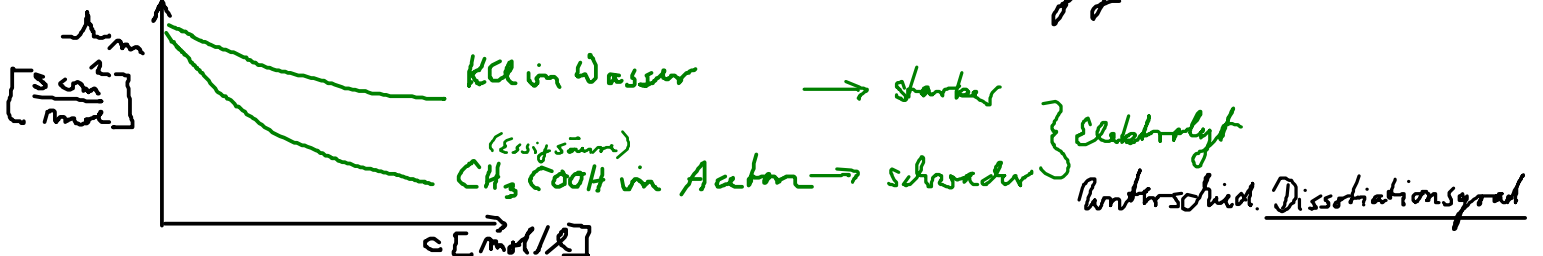 Λm
[S cm²/mol]
KCl in Wasser → starker
(Essigsäure)
CH₃COOH in Aceton → schwacher
} Elektrolyt
unterschied. Dissotiationsgrad
c [mol/l]